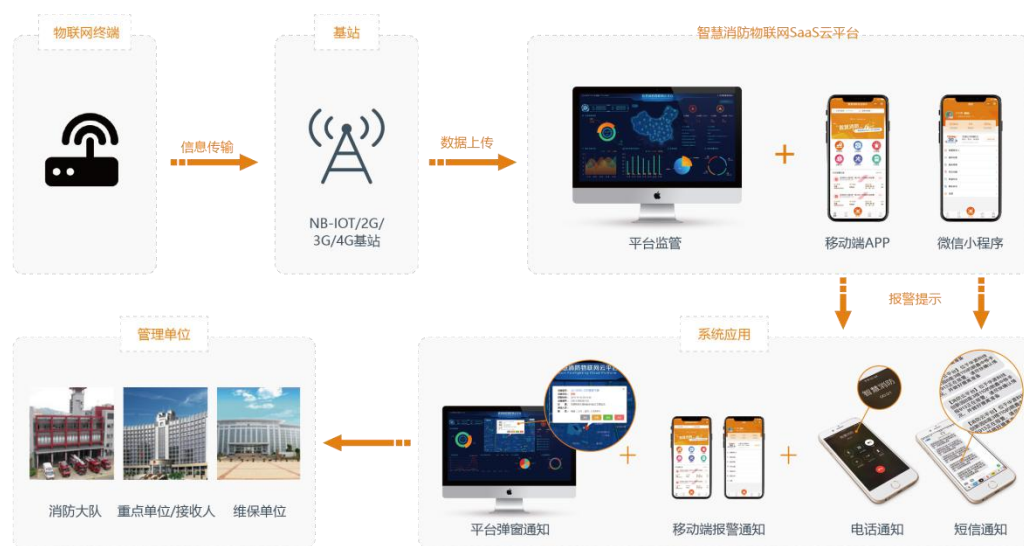 物联网终端
基站
智慧消防物联网SaaS云平台
信息传输
数据上传
NB-IOT/2G/
3G/4G基站
平台监管
移动端APP
微信小程序
报警提示
管理单位
系统应用
智慧消防
消防大队
重点单位/接收人
维保单位
平台弹窗通知
移动端报警通知
电话通知
短信通知